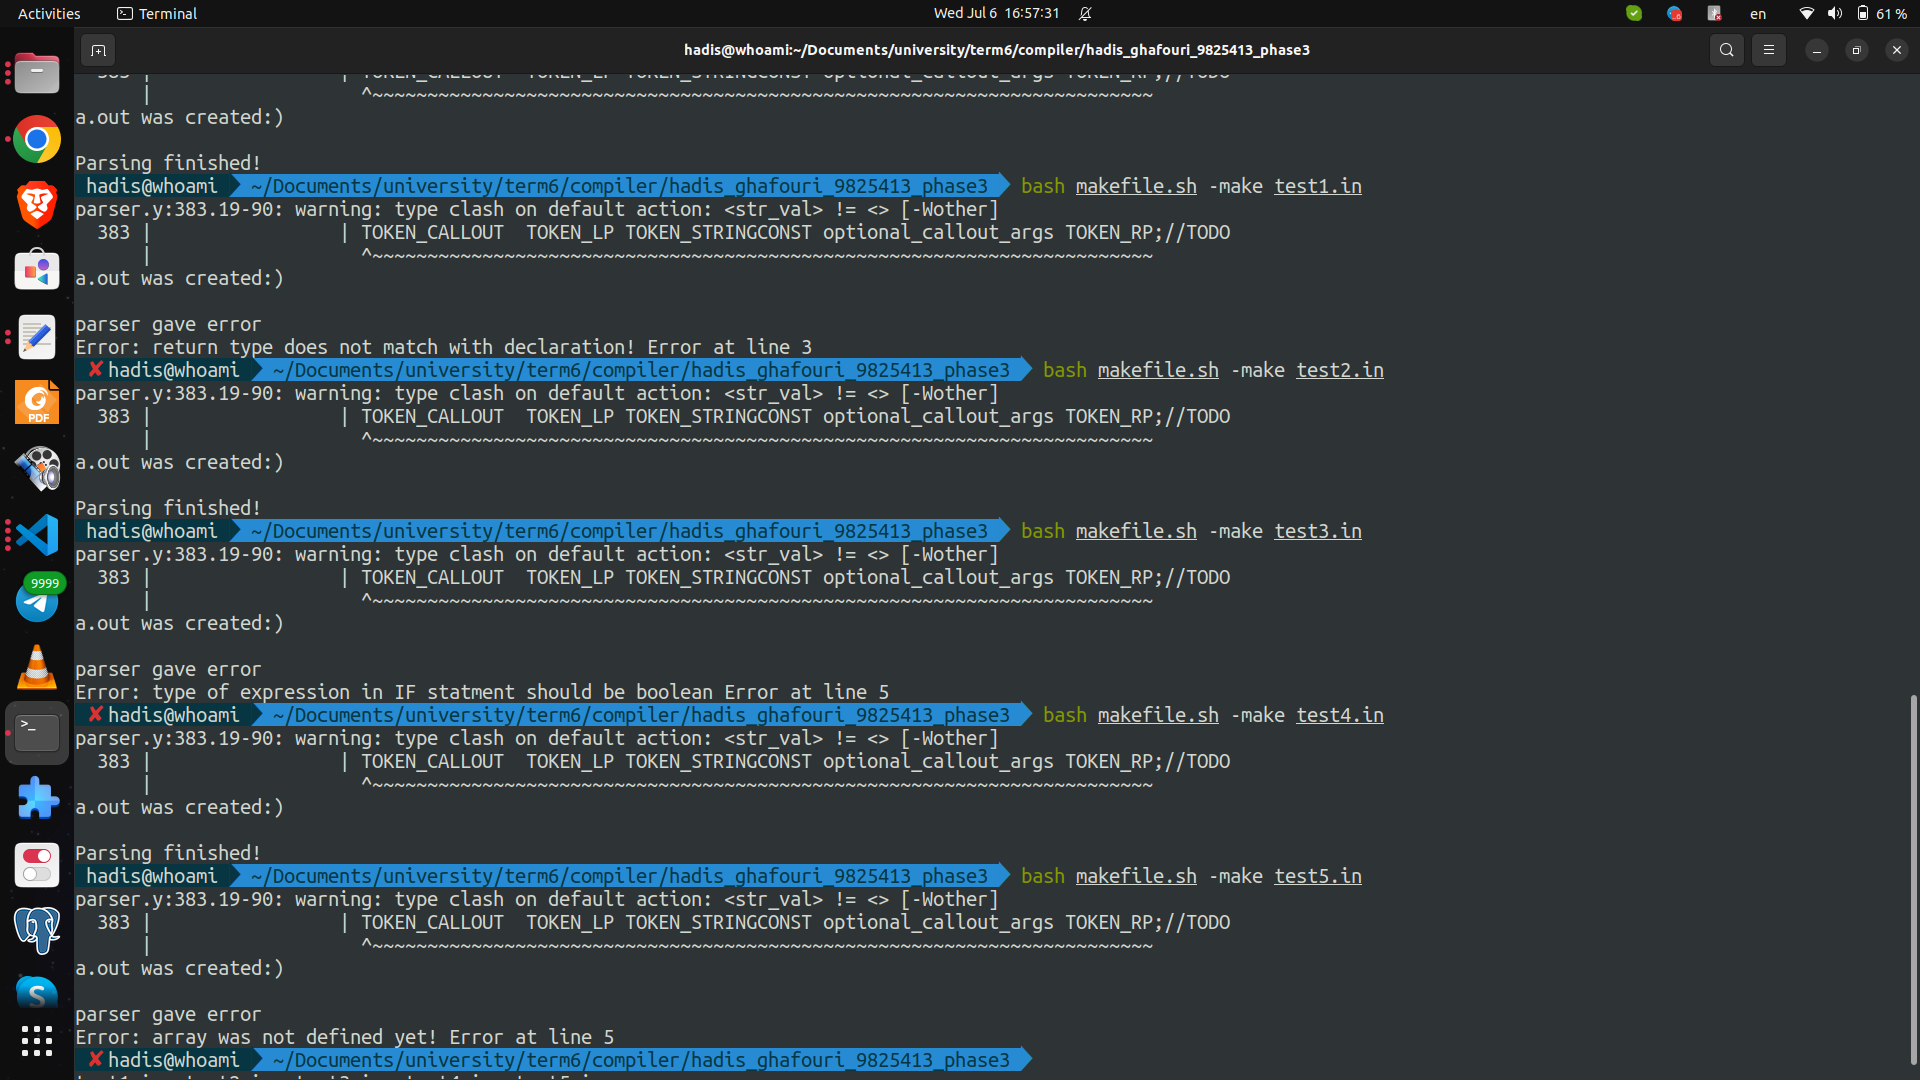 Activities Terminal Wed Jul 6 16:57:31 en 61 %
hadis@whoami:~/Documents/university/term6/compiler/hadis_ghafouri_9825413_phase3
383 | | TOKEN_CALLOUT TOKEN_LP TOKEN_STRINGCONST optional_callout_args TOKEN_RP;//TODO
| ^~~~~~~~~~~~~~~~~~~~~~~~~~~~~~~~~~~~~~~~~~~~~~~~~~~~~~~~~~~~~~~~~~~~~~~~
a.out was created:)
Parsing finished!
hadis@whoami ~/Documents/university/term6/compiler/hadis_ghafouri_9825413_phase3 bash makefile.sh -make test1.in
parser.y:383.19-90: warning: type clash on default action: <str_val> != <> [-Wother]
383 | | TOKEN_CALLOUT TOKEN_LP TOKEN_STRINGCONST optional_callout_args TOKEN_RP;//TODO
| ^~~~~~~~~~~~~~~~~~~~~~~~~~~~~~~~~~~~~~~~~~~~~~~~~~~~~~~~~~~~~~~~~~~~~~~~
a.out was created:)
parser gave error
Error: return type does not match with declaration! Error at line 3
✘ hadis@whoami ~/Documents/university/term6/compiler/hadis_ghafouri_9825413_phase3 bash makefile.sh -make test2.in
parser.y:383.19-90: warning: type clash on default action: <str_val> != <> [-Wother]
383 | | TOKEN_CALLOUT TOKEN_LP TOKEN_STRINGCONST optional_callout_args TOKEN_RP;//TODO
| ^~~~~~~~~~~~~~~~~~~~~~~~~~~~~~~~~~~~~~~~~~~~~~~~~~~~~~~~~~~~~~~~~~~~~~~~
a.out was created:)
Parsing finished!
hadis@whoami ~/Documents/university/term6/compiler/hadis_ghafouri_9825413_phase3 bash makefile.sh -make test3.in
parser.y:383.19-90: warning: type clash on default action: <str_val> != <> [-Wother]
383 | | TOKEN_CALLOUT TOKEN_LP TOKEN_STRINGCONST optional_callout_args TOKEN_RP;//TODO
| ^~~~~~~~~~~~~~~~~~~~~~~~~~~~~~~~~~~~~~~~~~~~~~~~~~~~~~~~~~~~~~~~~~~~~~~~
a.out was created:)
parser gave error
Error: type of expression in IF statment should be boolean Error at line 5
✘ hadis@whoami ~/Documents/university/term6/compiler/hadis_ghafouri_9825413_phase3 bash makefile.sh -make test4.in
parser.y:383.19-90: warning: type clash on default action: <str_val> != <> [-Wother]
383 | | TOKEN_CALLOUT TOKEN_LP TOKEN_STRINGCONST optional_callout_args TOKEN_RP;//TODO
| ^~~~~~~~~~~~~~~~~~~~~~~~~~~~~~~~~~~~~~~~~~~~~~~~~~~~~~~~~~~~~~~~~~~~~~~~
a.out was created:)
Parsing finished!
hadis@whoami ~/Documents/university/term6/compiler/hadis_ghafouri_9825413_phase3 bash makefile.sh -make test5.in
parser.y:383.19-90: warning: type clash on default action: <str_val> != <> [-Wother]
383 | | TOKEN_CALLOUT TOKEN_LP TOKEN_STRINGCONST optional_callout_args TOKEN_RP;//TODO
| ^~~~~~~~~~~~~~~~~~~~~~~~~~~~~~~~~~~~~~~~~~~~~~~~~~~~~~~~~~~~~~~~~~~~~~~~
a.out was created:)
parser gave error
Error: array was not defined yet! Error at line 5
✘ hadis@whoami ~/Documents/university/term6/compiler/hadis_ghafouri_9825413_phase3
PDF
9999